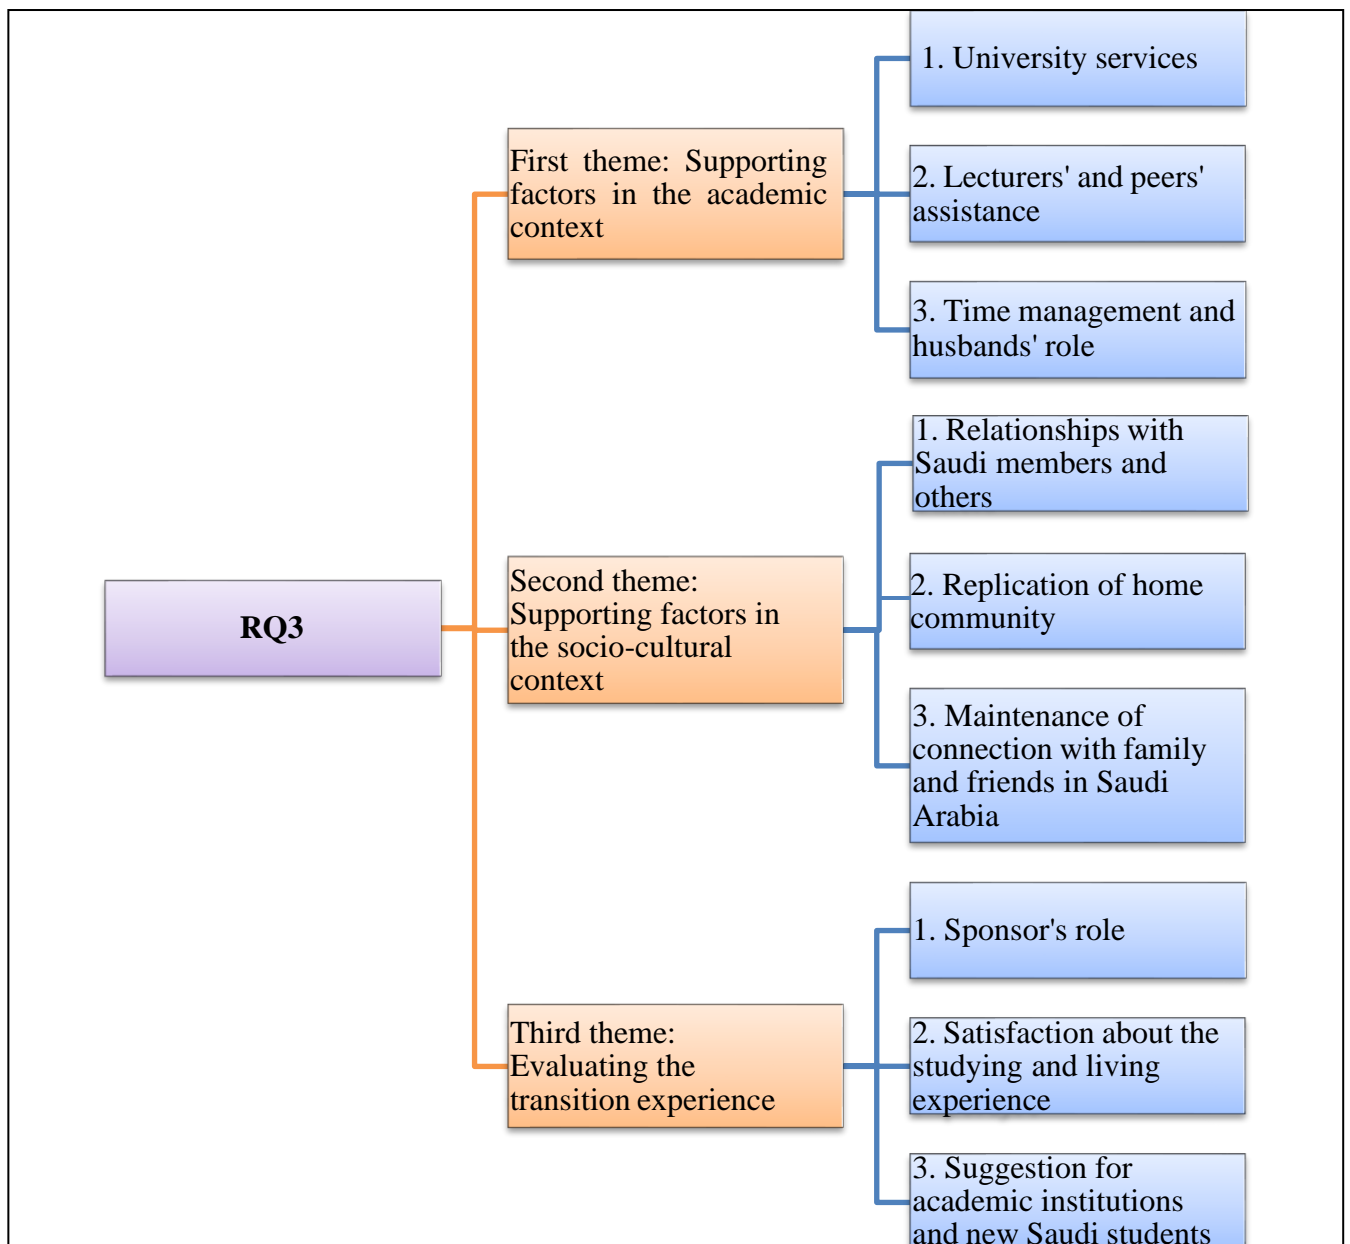 RQ3
First theme: Supporting
factors in the academic
context
1. University services
2. Lecturers' and peers'
assistance
3. Time management and
husbands' role
Second theme:
Supporting factors in
the socio-cultural
context
1. Relationships with
Saudi members and
others
2. Replication of home
community
3. Maintenance of
connection with family
and friends in Saudi
Arabia
Third theme:
Evaluating the
transition experience
1. Sponsor's role
2. Satisfaction about the
studying and living
experience
3. Suggestion for
academic institutions
and new Saudi students